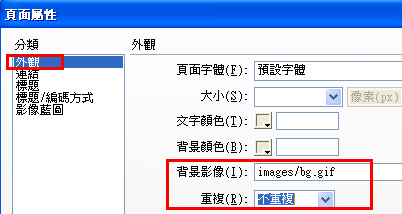 頁面屬性
分類
外觀
連結
標題
標題/編碼方式
影像藍圖
外觀
頁面字體(F): 預設字體
大小(S): 像素(px)
文字顏色(T):
背景顏色(B):
背景影像(I): images/bg.gif
重複(R): 不重複